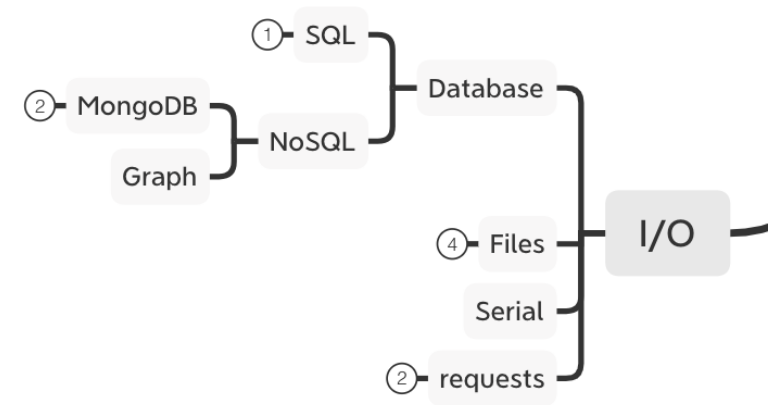 1 SQL
Database
2 MongoDB
NoSQL
Graph
I/O
4 Files
Serial
2 requests